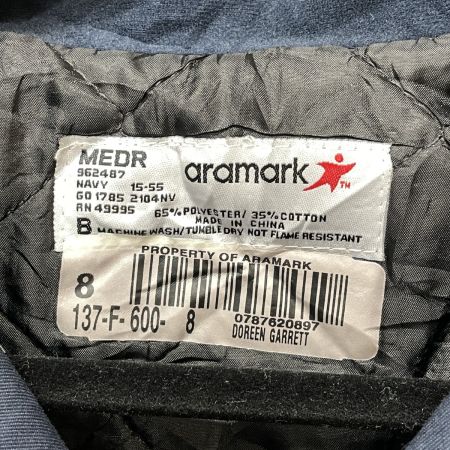 MEDR
aramark
TM
962487
NAVY 15-55
GO 1785 2104NV
RN 49995 65% POLYESTER/ 35% COTTON
MADE IN CHINA
B MACHINE WASH/TUMBLE DRY NOT FLAME RESISTANT
PROPERTY OF ARAMARK
8
137-F-600- 8
0787620897
DOREEN GARRETT